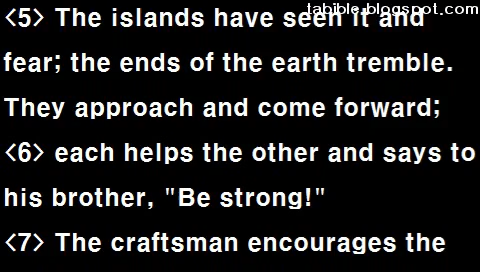 tabible.blogspot.com
<5> The islands have seen it and
fear; the ends of the earth tremble.
They approach and come forward;
<6> each helps the other and says to
his brother, "Be strong!"
<7> The craftsman encourages the